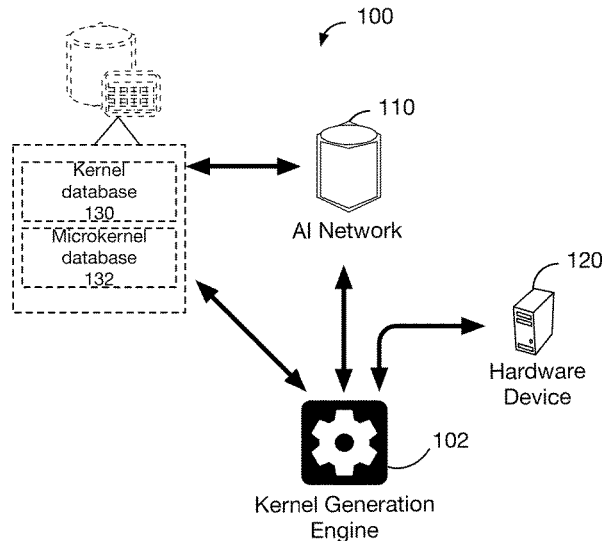 100
110
Kernel
database
130
Microkernel
database
132
AI Network
120
Hardware
Device
102
Kernel Generation
Engine